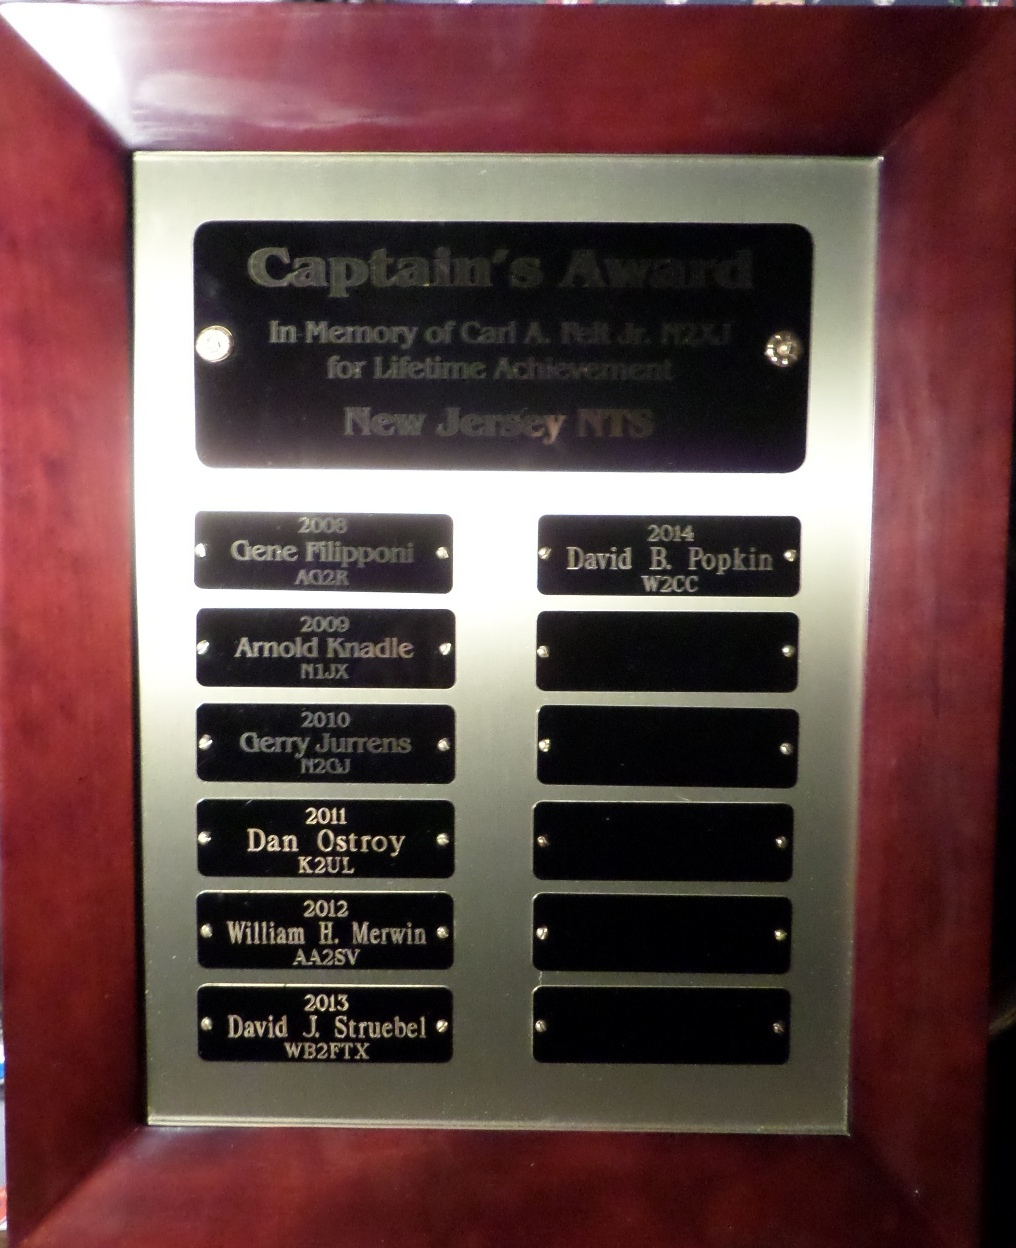 Captain's Award
In Memory of Carl A. Felt Jr. N2XJ
for Lifetime Achievement
New Jersey NTS
2008
Gene Filipponi
AG2R
2009
Arnold Knadle
N1JX
2010
Gerry Jurrens
N2GJ
2011
Dan Ostroy
K2UL
2012
William H. Merwin
AA2SV
2013
David J. Struebel
WB2FTX
2014
David B. Popkin
W2CC